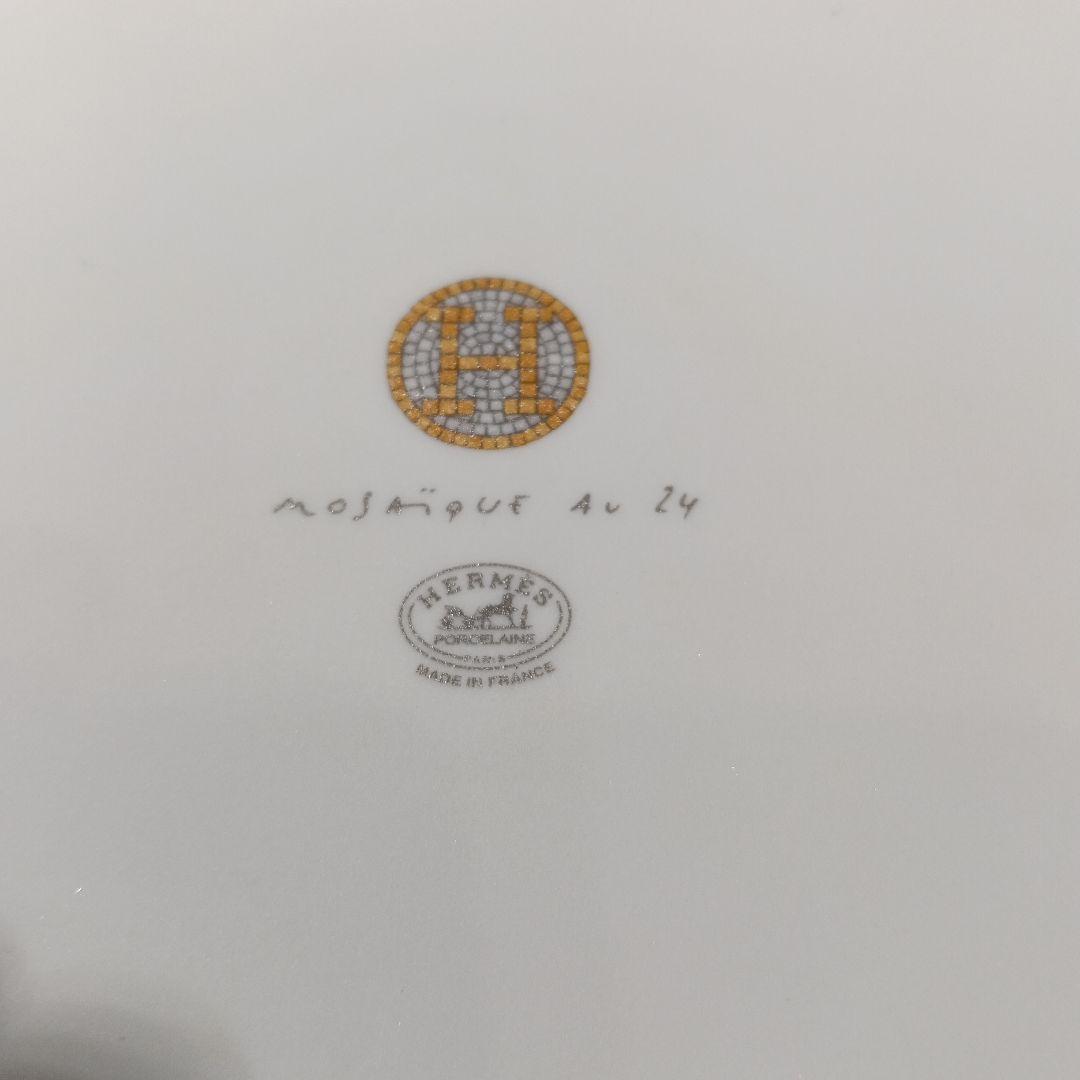 H
MOSAÏQUE AU 24
HERMÈS
PORCELAINE
PARIS
MADE IN FRANCE